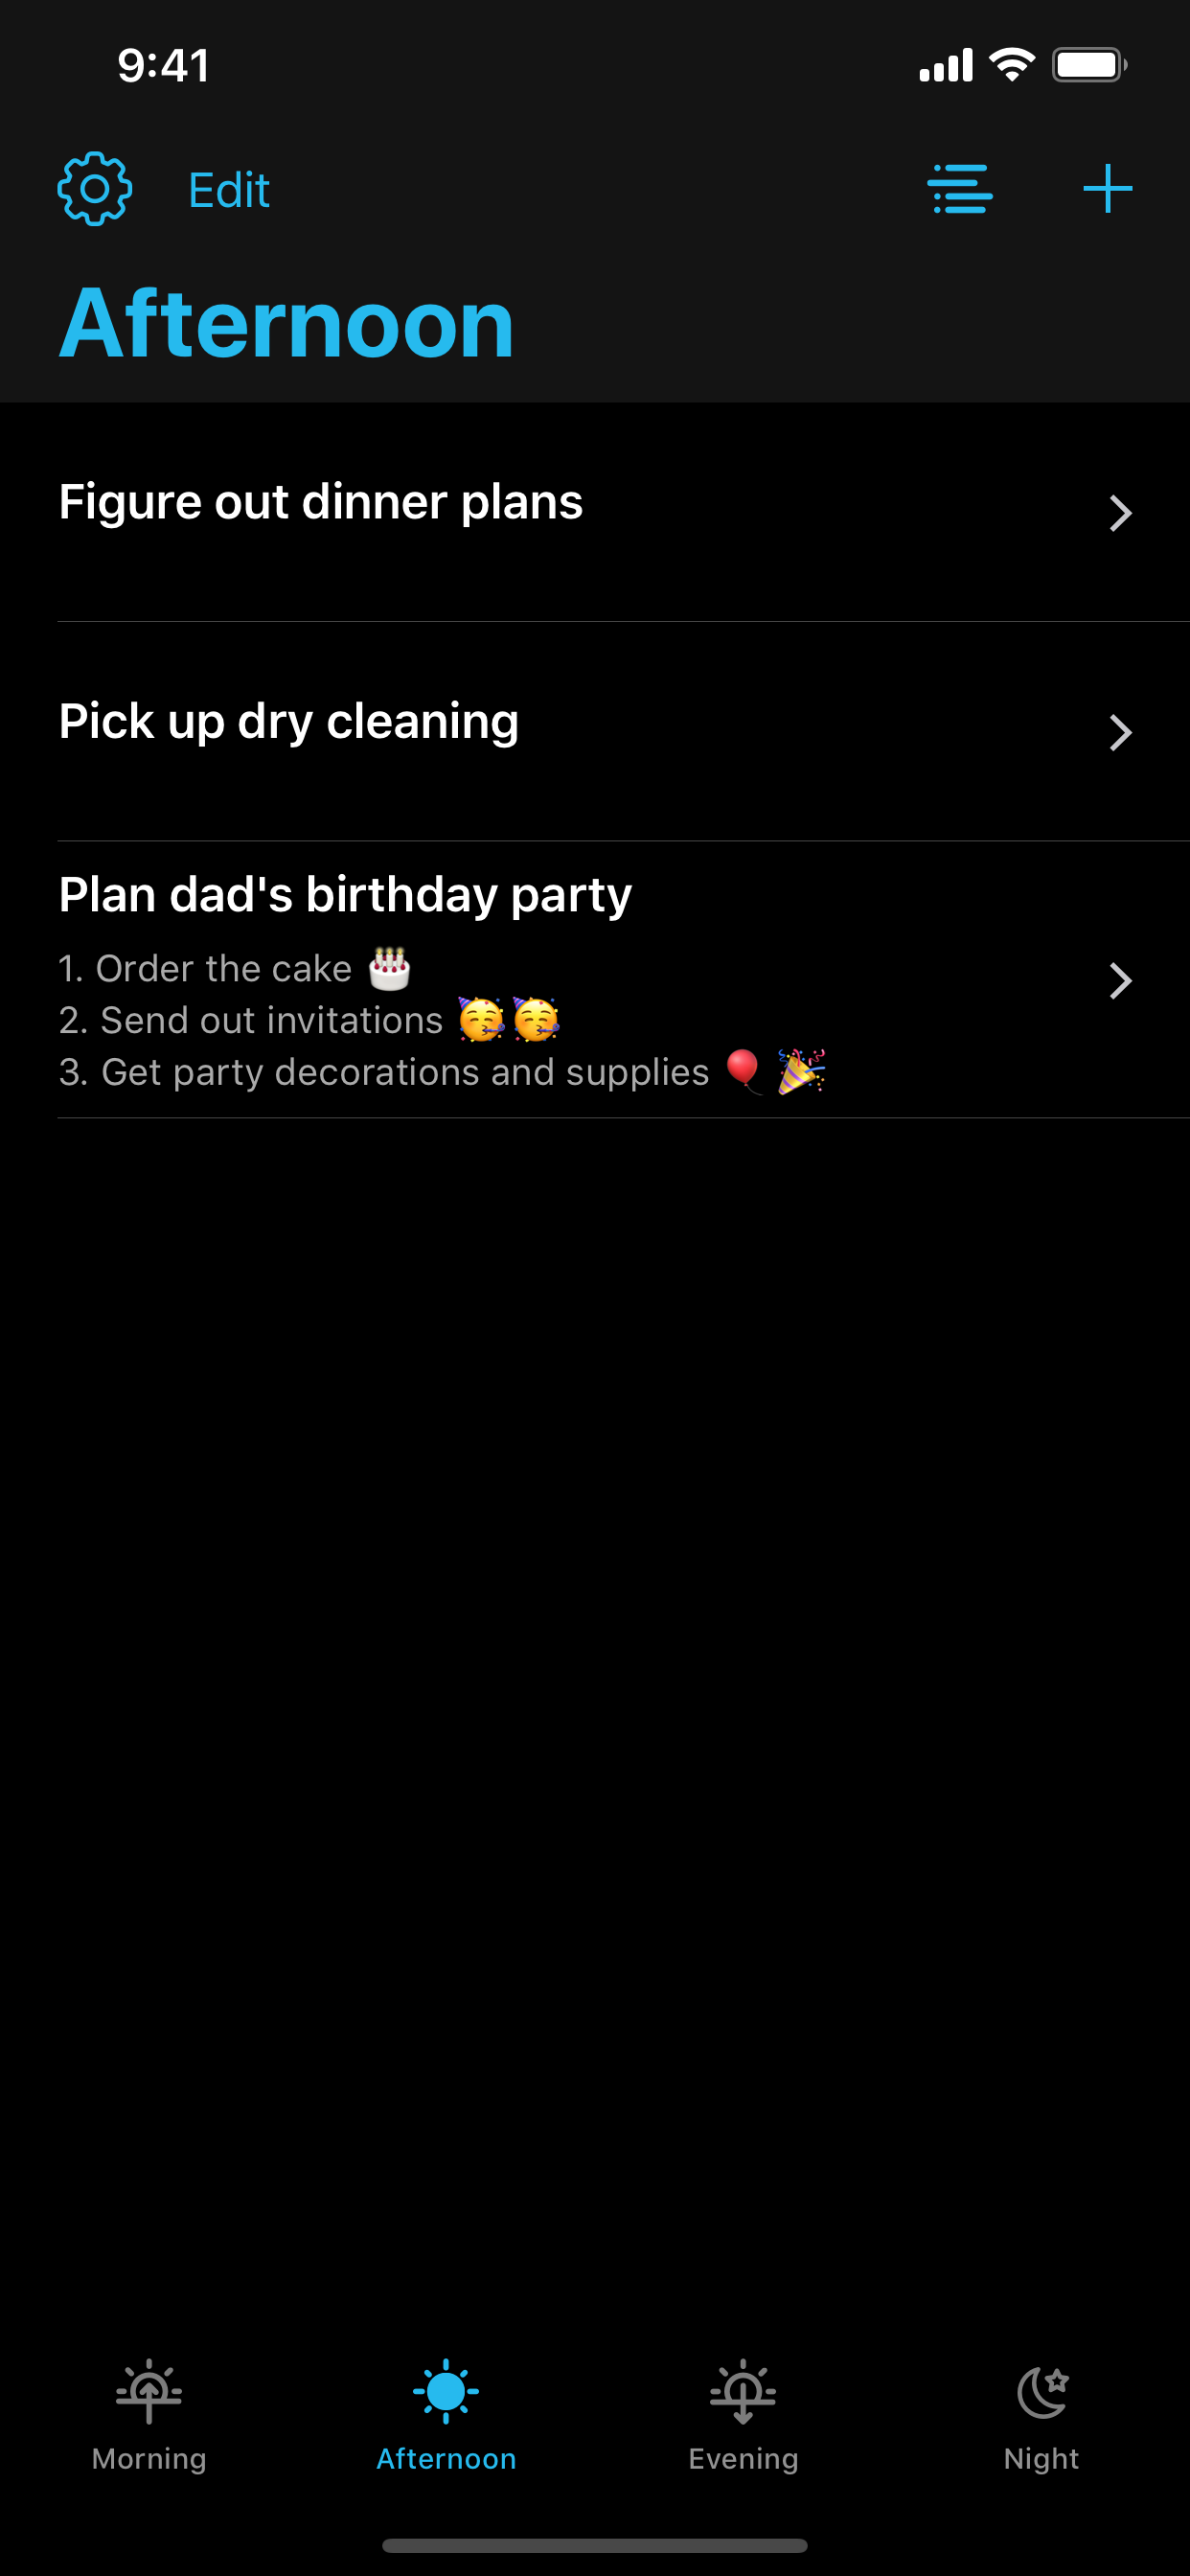 9:41
Edit
Afternoon
Figure out dinner plans
Pick up dry cleaning
Plan dad's birthday party
1. Order the cake 🎂
2. Send out invitations 🥳🥳
3. Get party decorations and supplies 🎈🎉
Morning
Afternoon
Evening
Night